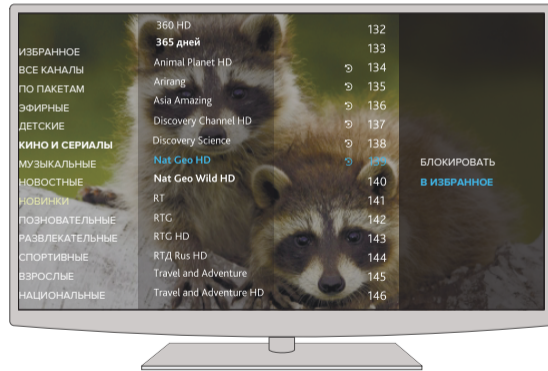 ИЗБРАННОЕ
ВСЕ КАНАЛЫ
ПО ПАКЕТАМ
ЭФИРНЫЕ
ДЕТСКИЕ
КИНО И СЕРИАЛЫ
МУЗЫКАЛЬНЫЕ
НОВОСТНЫЕ
НОВИНКИ
ПОЗНОВАТЕЛЬНЫЕ
РАЗВЛЕКАТЕЛЬНЫЕ
СПОРТИВНЫЕ
ВЗРОСЛЫЕ
НАЦИОНАЛЬНЫЕ
360 HD 132
365 дней 133
Animal Planet HD 134
Arirang 135
Asia Amazing 136
Discovery Channel HD 137
Discovery Science 138
Nat Geo HD 139
Nat Geo Wild HD 140
RT 141
RTG 142
RTG HD 143
RTД Rus HD 144
Travel and Adventure 145
Travel and Adventure HD 146
БЛОКИРОВАТЬ
В ИЗБРАННОЕ